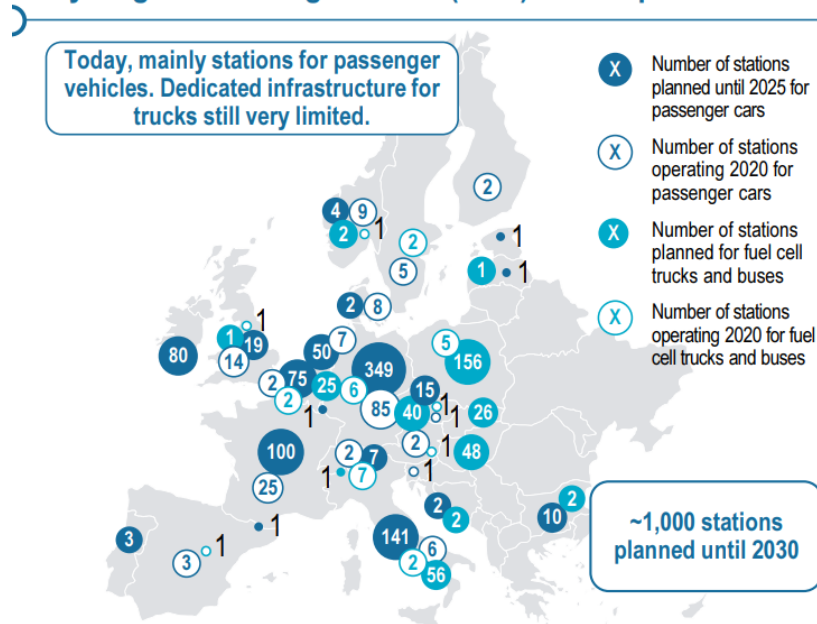 Today, mainly stations for passenger
vehicles. Dedicated infrastructure for
trucks still very limited.
X Number of stations
planned until 2025 for
passenger cars
X Number of stations
operating 2020 for
passenger cars
X Number of stations
planned for fuel cell
trucks and buses
X Number of stations
operating 2020 for fuel
cell trucks and buses
2
4 9
2 1
2
5
1
1 1
2 8
1
1 19
14
80
7
50
5
156
349
75
2 25 6
2
15
85 40 1
1 1
26
100
2 7
2 1
48
1 7
1
25
2
2
2
10
1
3
141
6
1
3
2
56
~1,000 stations
planned until 2030